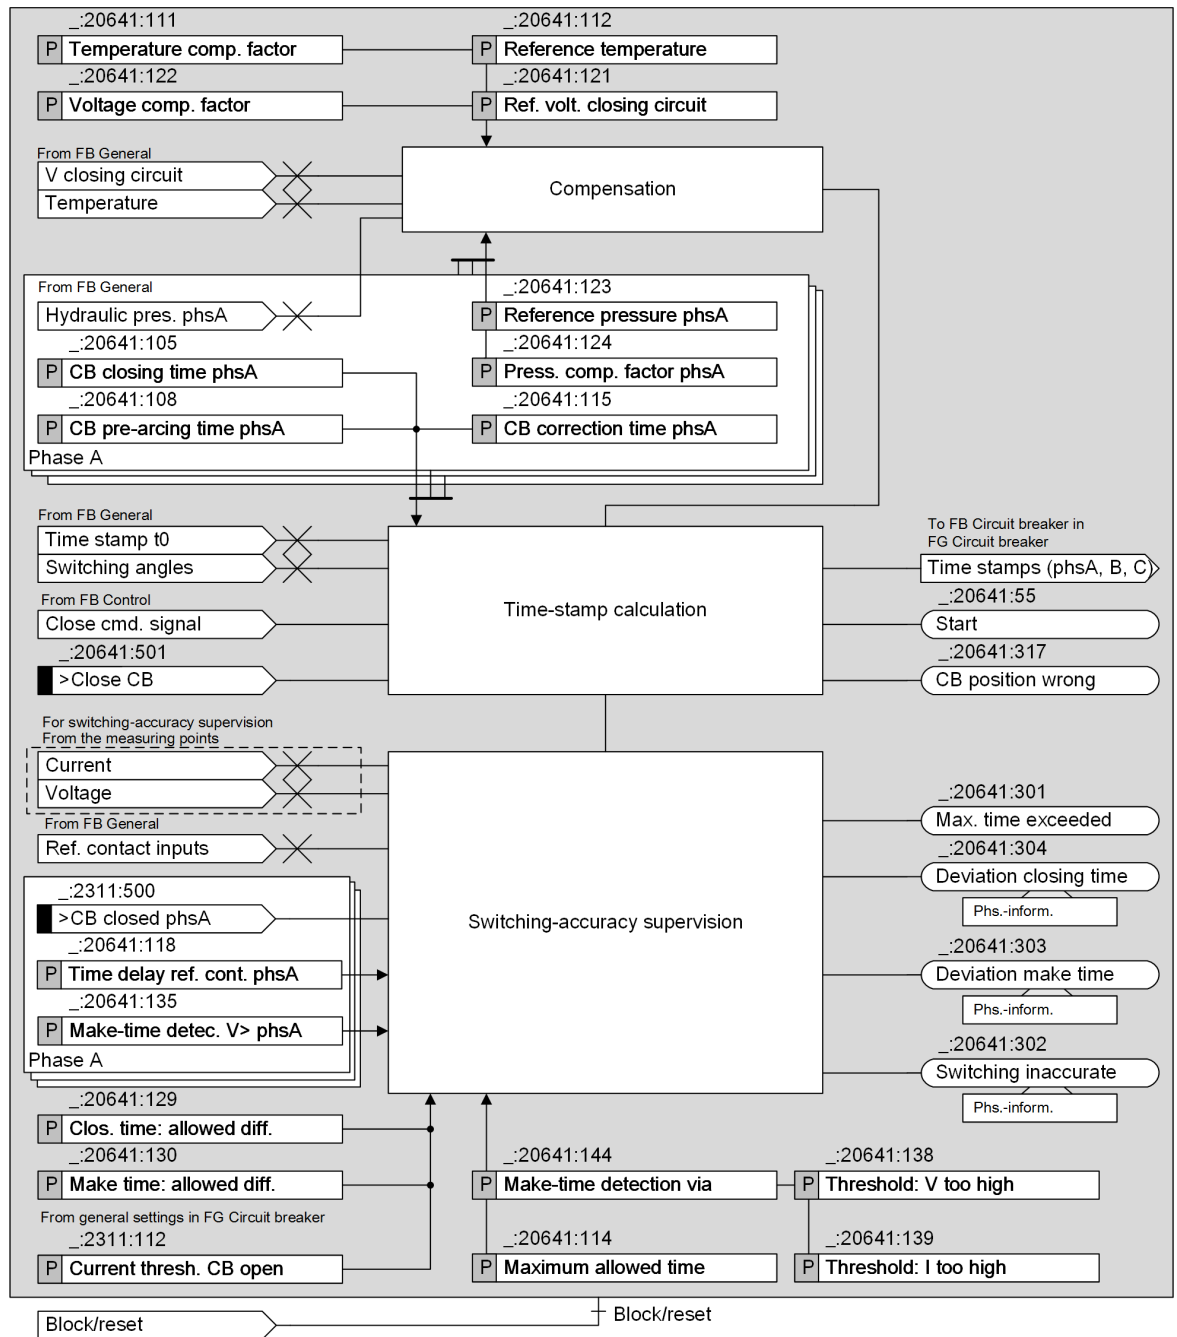 _:20641:111
P Temperature comp. factor
_:20641:112
P Reference temperature
_:20641:122
P Voltage comp. factor
_:20641:121
P Ref. volt. closing circuit
From FB General
V closing circuit
Temperature
Compensation
From FB General
Hydraulic pres. phsA
_:20641:123
P Reference pressure phsA
_:20641:105
P CB closing time phsA
_:20641:124
P Press. comp. factor phsA
_:20641:108
P CB pre-arcing time phsA
_:20641:115
P CB correction time phsA
Phase A
From FB General
Time stamp t0
Switching angles
From FB Control
Close cmd. signal
_:20641:501
>Close CB
Time-stamp calculation
To FB Circuit breaker in
FG Circuit breaker
Time stamps (phsA, B, C)
_:20641:55
Start
_:20641:317
CB position wrong
For switching-accuracy supervision
From the measuring points
Current
Voltage
From FB General
Ref. contact inputs
_:2311:500
>CB closed phsA
_:20641:118
P Time delay ref. cont. phsA
_:20641:135
P Make-time detec. V> phsA
Phase A
Switching-accuracy supervision
_:20641:301
Max. time exceeded
_:20641:304
Deviation closing time
Phs.-inform.
_:20641:303
Deviation make time
Phs.-inform.
_:20641:302
Switching inaccurate
Phs.-inform.
_:20641:129
P Clos. time: allowed diff.
_:20641:130
P Make time: allowed diff.
From general settings in FG Circuit breaker
_:2311:112
P Current thresh. CB open
_:20641:144
P Make-time detection via
_:20641:138
P Threshold: V too high
_:20641:114
P Maximum allowed time
_:20641:139
P Threshold: I too high
Block/reset
Block/reset